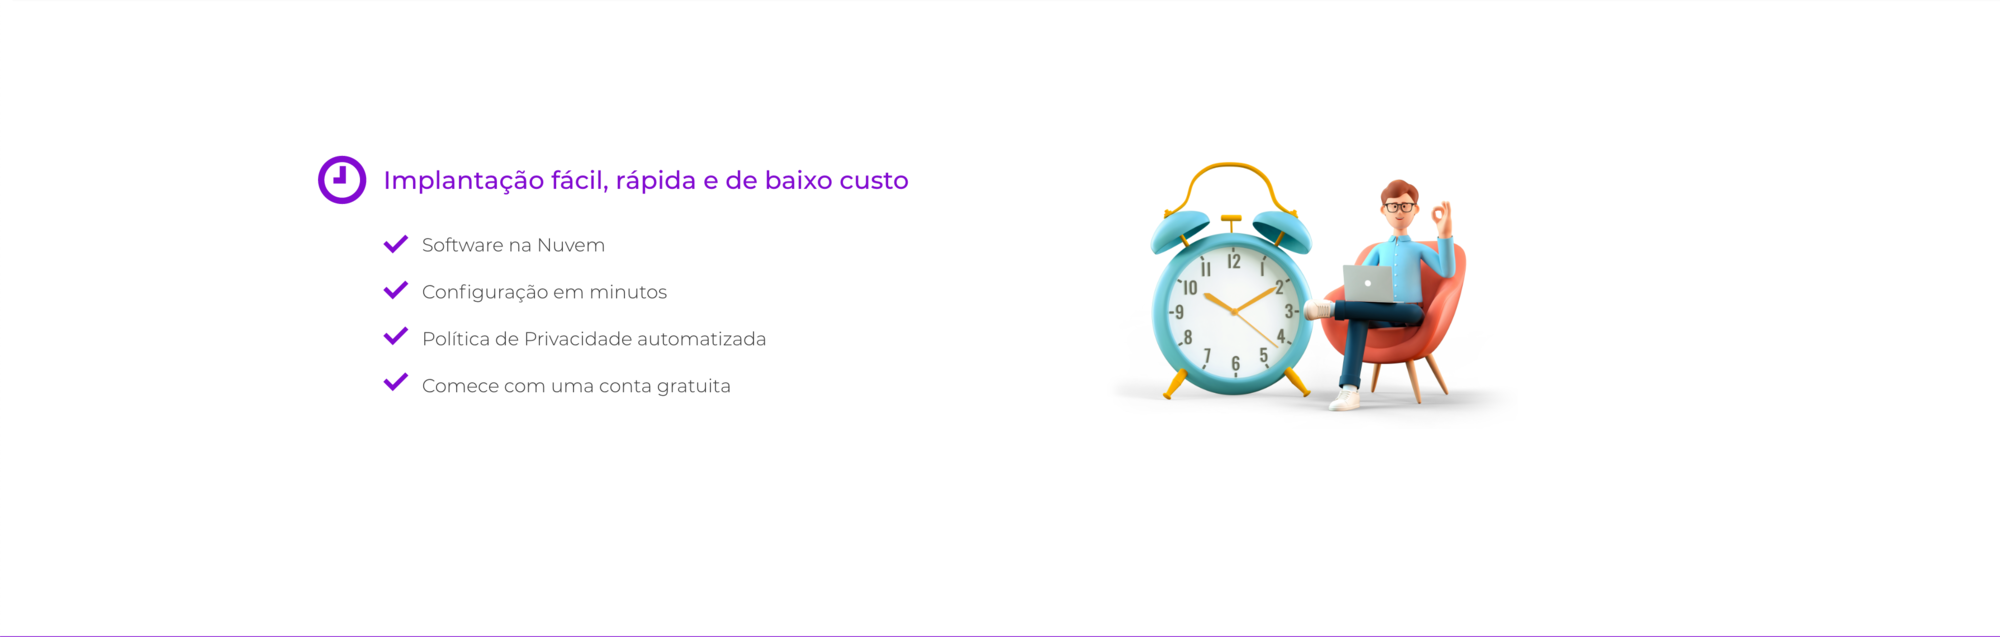 Implantação fácil, rápida e de baixo custo
Software na Nuvem
Configuração em minutos
Política de Privacidade automatizada
Comece com uma conta gratuita
12
1
2
3
4
5
6
7
8
9
10
11